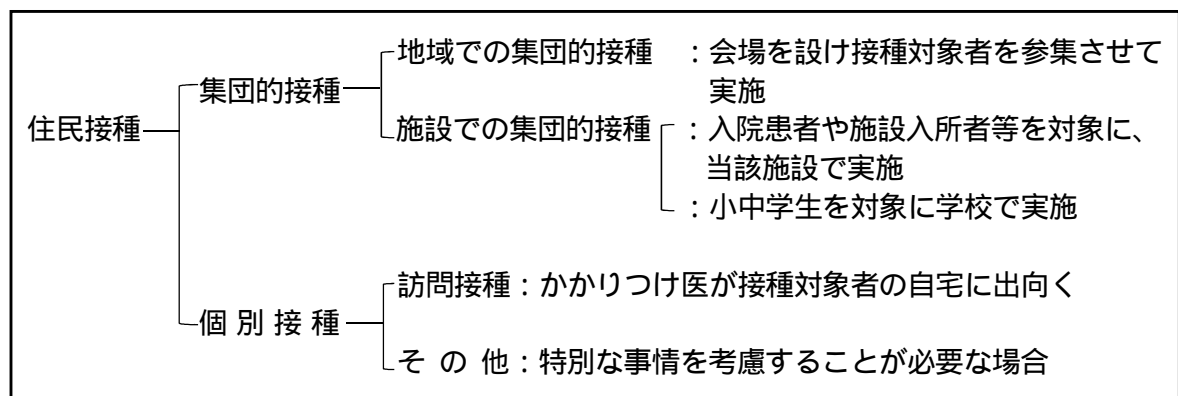 地域での集団的接種 ：会場を設け接種対象者を参集させて
集団的接種 実施
住民接種 施設での集団的接種 ：入院患者や施設入所者等を対象に、
当該施設で実施
：小中学生を対象に学校で実施
訪問接種：かかりつけ医が接種対象者の自宅に出向く
個 別 接 種
そ の 他：特別な事情を考慮することが必要な場合